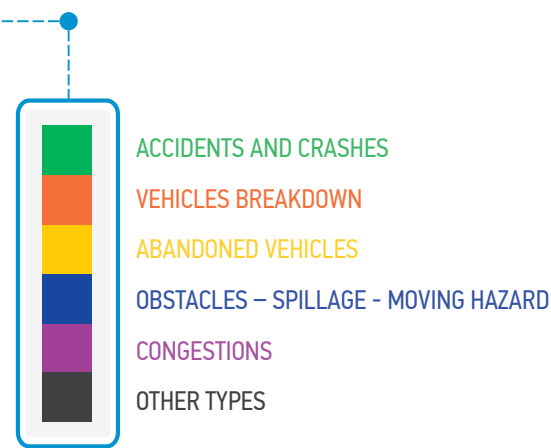 ACCIDENTS AND CRASHES
VEHICLES BREAKDOWN
ABANDONED VEHICLES
OBSTACLES – SPILLAGE - MOVING HAZARD
CONGESTIONS
OTHER TYPES